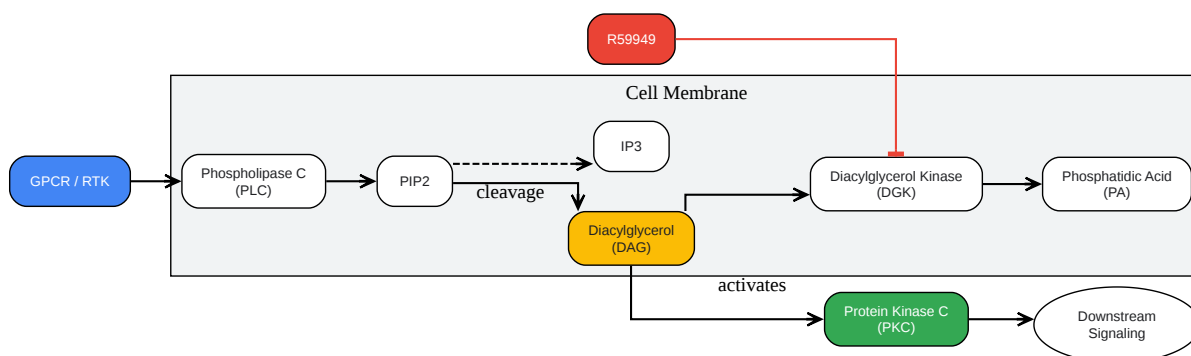 R59949
Cell Membrane
IP3
GPCR / RTK
Phospholipase C
(PLC)
PIP2
cleavage
Diacylglycerol Kinase
(DGK)
Phosphatidic Acid
(PA)
Diacylglycerol
(DAG)
activates
Protein Kinase C
(PKC)
Downstream
Signaling